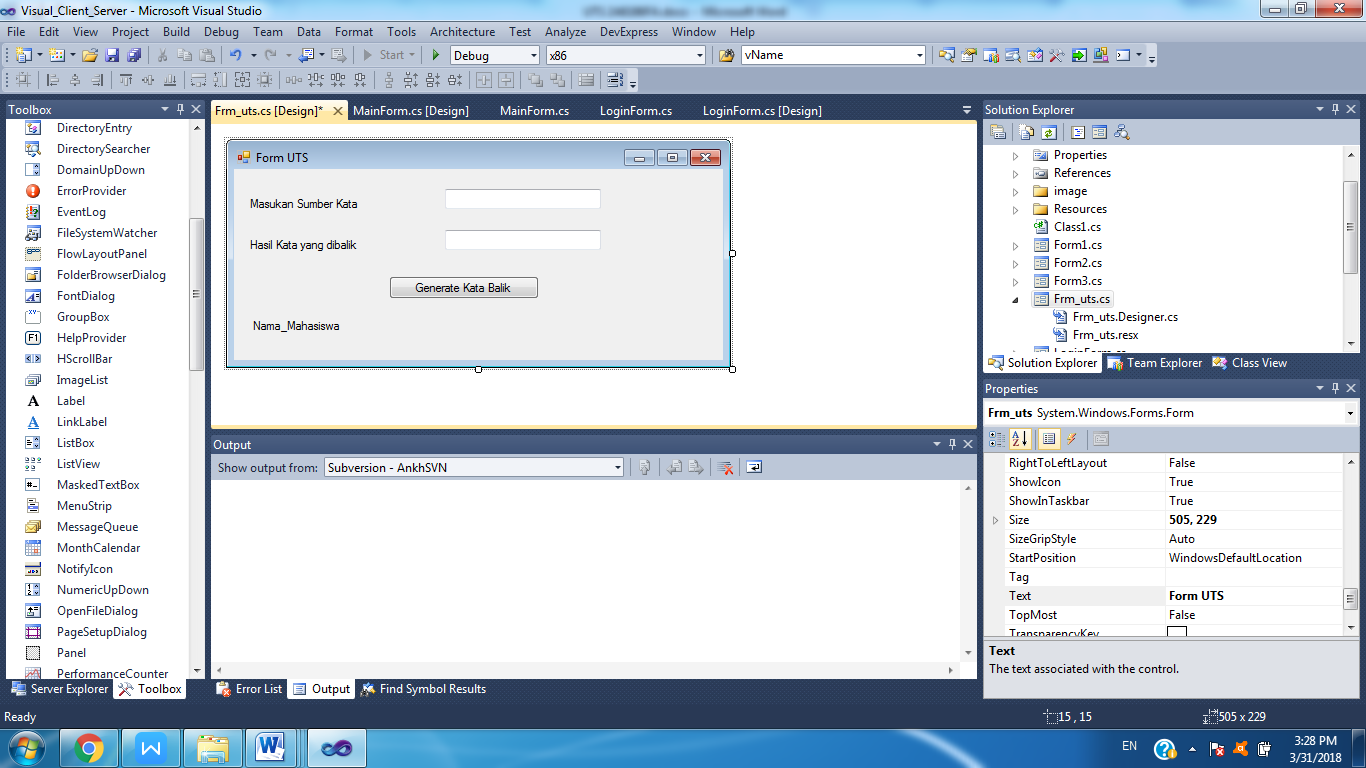 Visual_Client_Server - Microsoft Visual Studio
File Edit View Project Build Debug Team Data Format Tools Architecture Test Analyze DevExpress Window Help
Start Debug x86 vName
Toolbox
DirectoryEntry
DirectorySearcher
DomainUpDown
ErrorProvider
EventLog
FileSystemWatcher
FlowLayoutPanel
FolderBrowserDialog
FontDialog
GroupBox
HelpProvider
HScrollBar
ImageList
Label
LinkLabel
ListBox
ListView
MaskedTextBox
MenuStrip
MessageQueue
MonthCalendar
NotifyIcon
NumericUpDown
OpenFileDialog
PageSetupDialog
Panel
PerformanceCounter
Server Explorer Toolbox
Frm_uts.cs [Design]* MainForm.cs [Design] MainForm.cs LoginForm.cs LoginForm.cs [Design]
Form UTS
Masukan Sumber Kata
Hasil Kata yang dibalik
Generate Kata Balik
Nama_Mahasiswa
Output
Show output from: Subversion - AnkhSVN
Error List Output Find Symbol Results
Solution Explorer
Properties
References
image
Resources
Class1.cs
Form1.cs
Form2.cs
Form3.cs
Frm_uts.cs
Frm_uts.Designer.cs
Frm_uts.resx
LoginForm.cs
Solution Explorer Team Explorer Class View
Properties
Frm_uts System.Windows.Forms.Form
RightToLeftLayout False
ShowIcon True
ShowInTaskbar True
Size 505, 229
SizeGripStyle Auto
StartPosition WindowsDefaultLocation
Tag
Text Form UTS
TopMost False
TransparencyKey
Text
The text associated with the control.
Ready 15 , 15 505 x 229
EN 3:28 PM
3/31/2018